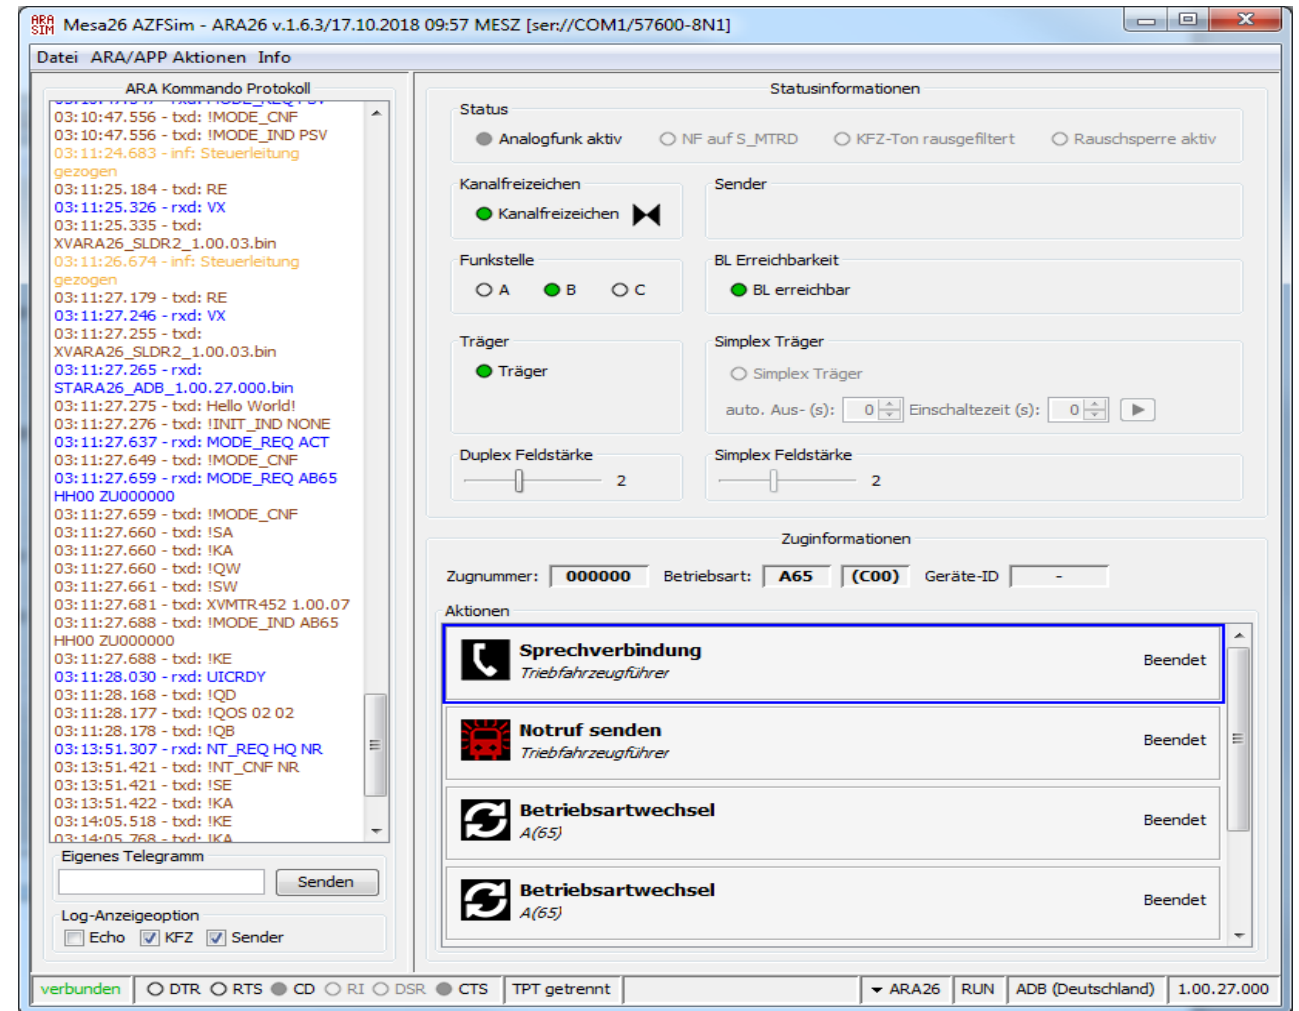 ARA
SIM
Mesa26 AZFSim - ARA26 v.1.6.3/17.10.2018 09:57 MESZ [ser://COM1/57600-8N1]
Datei ARA/APP Aktionen Info
ARA Kommando Protokoll
03:10:47.556 - txd: !MODE_CNF
03:10:47.556 - txd: !MODE_IND PSV
03:11:24.683 - inf: Steuerleitung
gezogen
03:11:25.184 - txd: RE
03:11:25.326 - rxd: VX
03:11:25.335 - txd:
XVARA26_SLDR2_1.00.03.bin
03:11:26.674 - inf: Steuerleitung
gezogen
03:11:27.179 - txd: RE
03:11:27.246 - rxd: VX
03:11:27.255 - txd:
XVARA26_SLDR2_1.00.03.bin
03:11:27.265 - rxd:
STARA26_ADB_1.00.27.000.bin
03:11:27.275 - txd: Hello World!
03:11:27.276 - txd: !INIT_IND NONE
03:11:27.637 - rxd: MODE_REQ ACT
03:11:27.649 - txd: !MODE_CNF
03:11:27.659 - rxd: MODE_REQ AB65
HH00 ZU000000
03:11:27.659 - txd: !MODE_CNF
03:11:27.660 - txd: !SA
03:11:27.660 - txd: !KA
03:11:27.660 - txd: !QW
03:11:27.661 - txd: !SW
03:11:27.681 - txd: XVMTR452 1.00.07
03:11:27.688 - txd: !MODE_IND AB65
HH00 ZU000000
03:11:27.688 - txd: !KE
03:11:28.030 - rxd: UICRDY
03:11:28.168 - txd: !QD
03:11:28.177 - txd: !QOS 02 02
03:11:28.178 - txd: !QB
03:13:51.307 - rxd: NT_REQ HQ NR
03:13:51.421 - txd: !NT_CNF NR
03:13:51.421 - txd: !SE
03:13:51.422 - txd: !KA
03:14:05.518 - txd: !KE
03:14:05.768 - txd: !KA
Eigenes Telegramm
Senden
Log-Anzeigeoption
Echo KFZ Sender
Statusinformationen
Status
Analogfunk aktiv NF auf S_MTRD KFZ-Ton rausgefiltert Rauschsperre aktiv
Kanalfreizeichen Sender
Kanalfreizeichen
Funkstelle BL Erreichbarkeit
A B C BL erreichbar
Träger Simplex Träger
Träger Simplex Träger
auto. Aus- (s): 0 Einschaltezeit (s): 0
Duplex Feldstärke Simplex Feldstärke
2 2
Zuginformationen
Zugnummer: 000000 Betriebsart: A65 (C00) Geräte-ID -
Aktionen
Sprechverbindung
Triebfahrzeugführer
Beendet
Notruf senden
Triebfahrzeugführer
Beendet
Betriebsartwechsel
A(65)
Beendet
Betriebsartwechsel
A(65)
Beendet
verbunden DTR RTS CD RI DSR CTS TPT getrennt ARA26 RUN ADB (Deutschland) 1.00.27.000